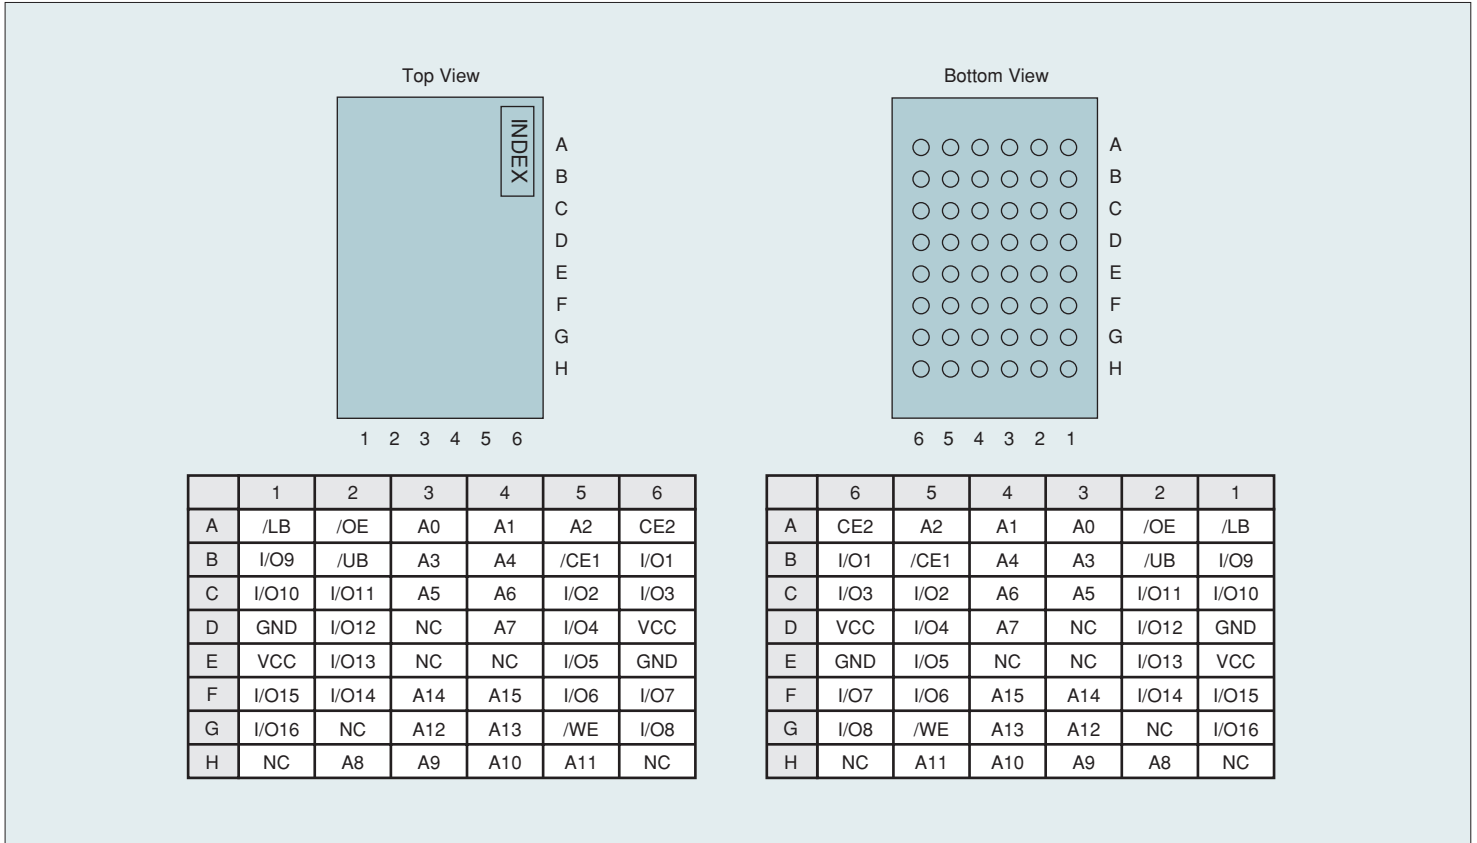 Top View
INDEX
A
B
C
D
E
F
G
H
1 2 3 4 5 6
1 2 3 4 5 6
A /LB /OE A0 A1 A2 CE2
B I/O9 /UB A3 A4 /CE1 I/O1
C I/O10 I/O11 A5 A6 I/O2 I/O3
D GND I/O12 NC A7 I/O4 VCC
E VCC I/O13 NC NC I/O5 GND
F I/O15 I/O14 A14 A15 I/O6 I/O7
G I/O16 NC A12 A13 /WE I/O8
H NC A8 A9 A10 A11 NC
Bottom View
A
B
C
D
E
F
G
H
6 5 4 3 2 1
6 5 4 3 2 1
A CE2 A2 A1 A0 /OE /LB
B I/O1 /CE1 A4 A3 /UB I/O9
C I/O3 I/O2 A6 A5 I/O11 I/O10
D VCC I/O4 A7 NC I/O12 GND
E GND I/O5 NC NC I/O13 VCC
F I/O7 I/O6 A15 A14 I/O14 I/O15
G I/O8 /WE A13 A12 NC I/O16
H NC A11 A10 A9 A8 NC